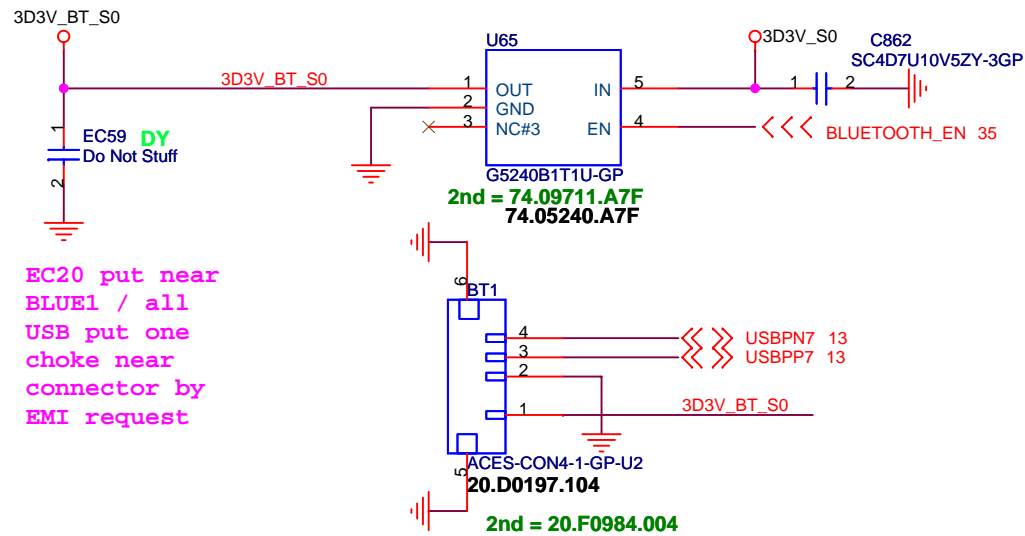 3D3V_BT_S0
3D3V_BT_S0
1
2
EC59
DY
Do Not Stuff
U65
1
OUT
2
GND
3
NC#3
IN
5
EN
4
G5240B1T1U-GP
2nd = 74.09711.A7F
74.05240.A7F
3D3V_S0
C862
SC4D7U10V5ZY-3GP
1
2
BLUETOOTH_EN 35
EC20 put near
BLUE1 / all
USB put one
choke near
connector by
EMI request
6
BT1
4
USBPN7 13
3
USBPP7 13
2
1
3D3V_BT_S0
5
ACES-CON4-1-GP-U2
20.D0197.104
2nd = 20.F0984.004